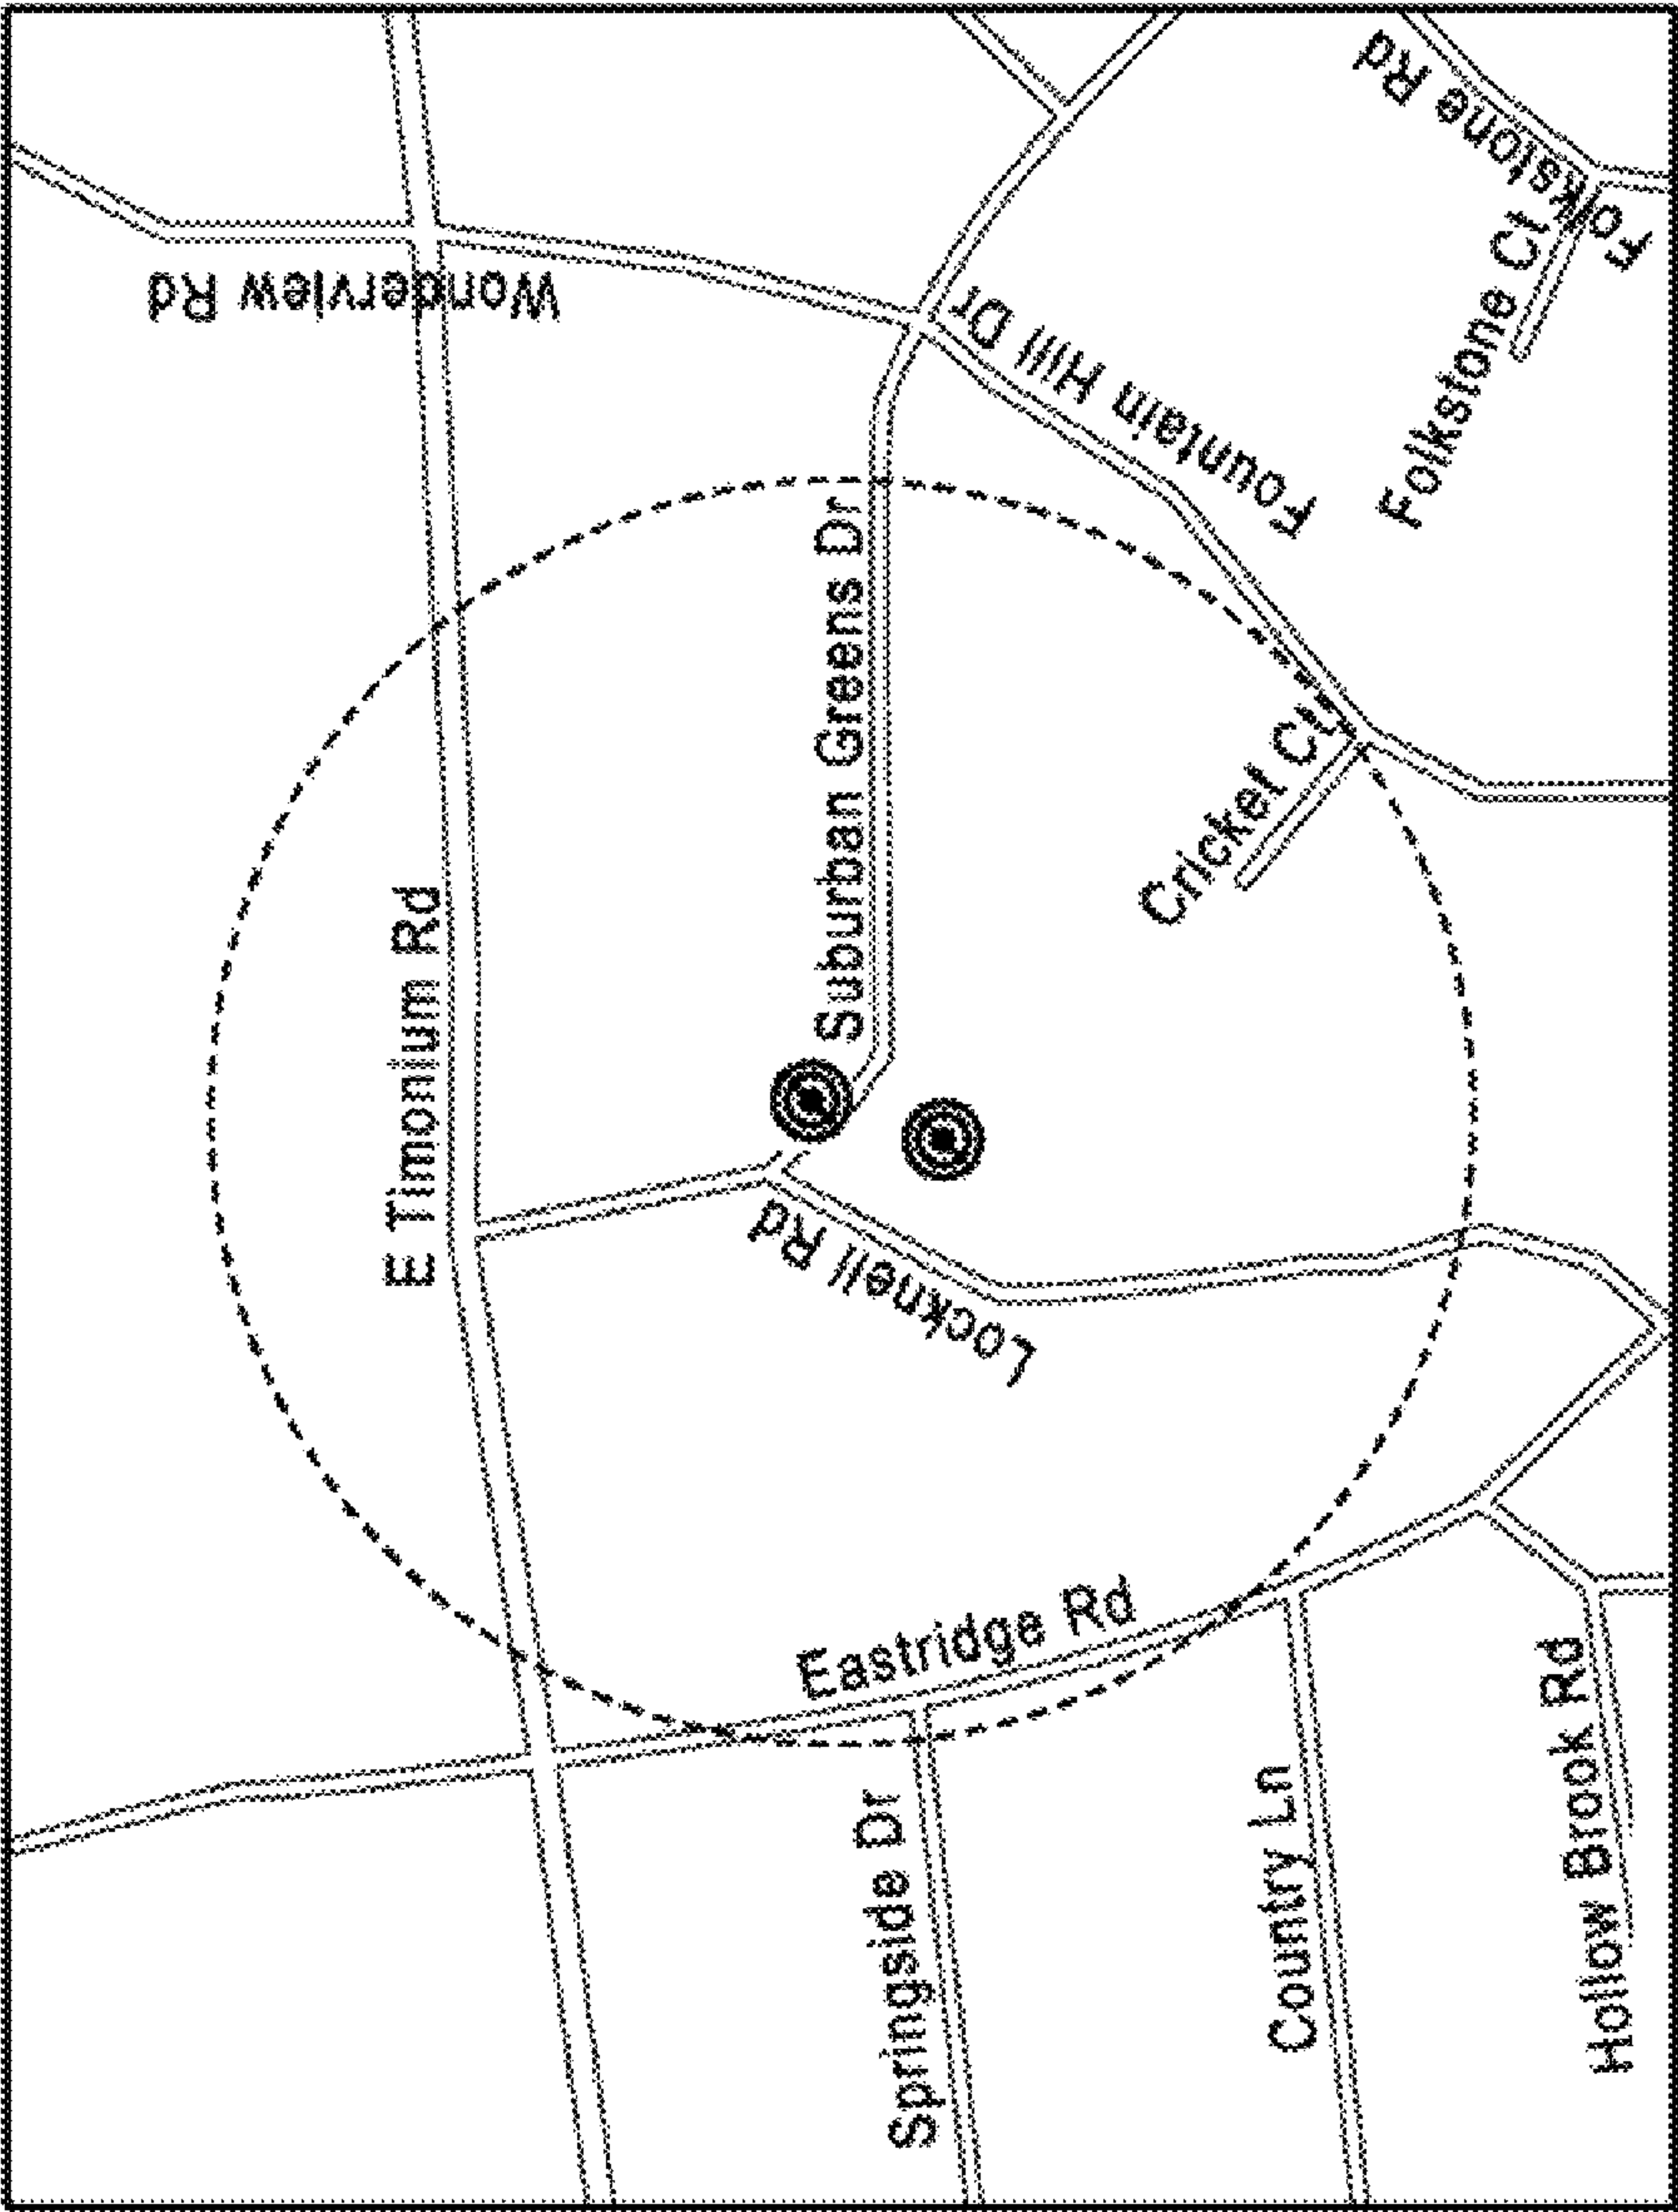 Wonderview Rd
E Timonium Rd
Suburban Greens Dr
Fountain Hill Dr
Folkstone Rd
Folkstone Ct
Cricket Ct
Locknell Rd
Eastridge Rd
Springside Dr
Country Ln
Hollow Brook Rd